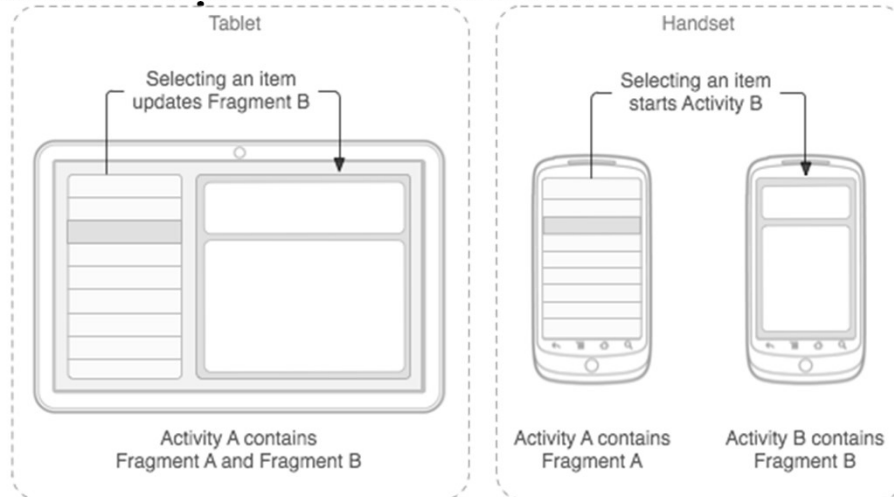 Tablet
Selecting an item
updates Fragment B
Activity A contains
Fragment A and Fragment B
Handset
Selecting an item
starts Activity B
Activity A contains
Fragment A
Activity B contains
Fragment B